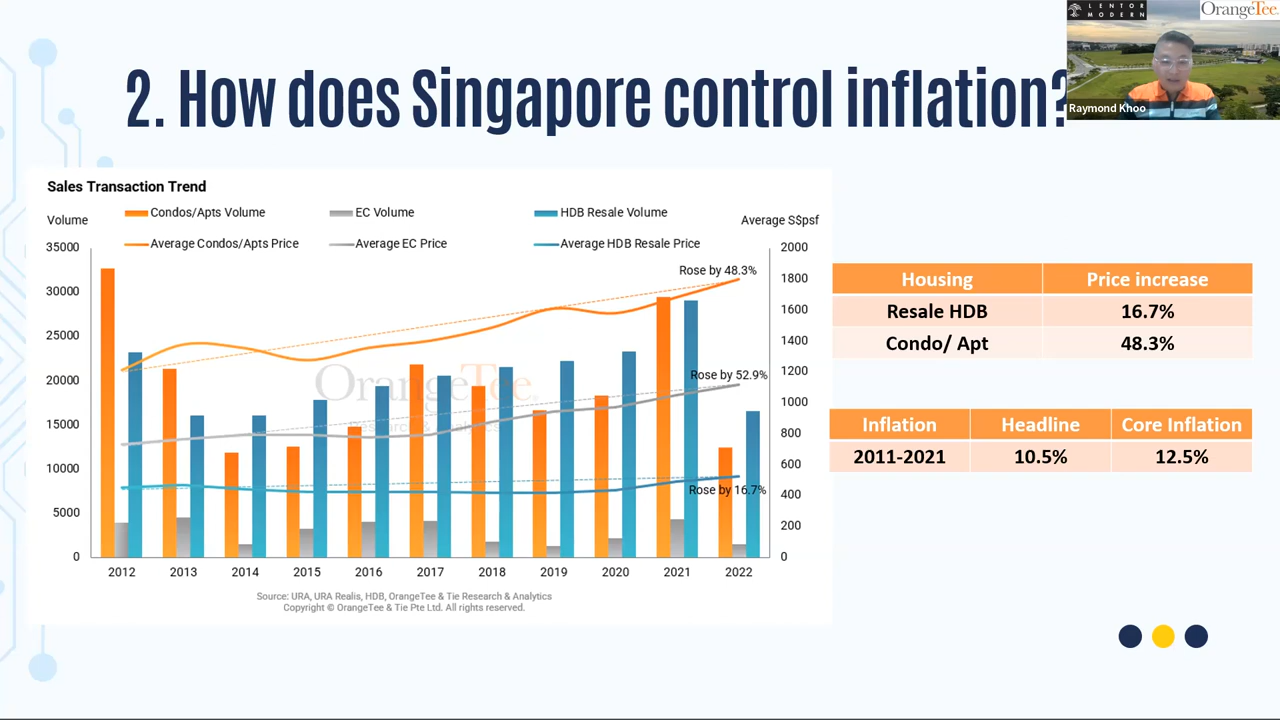 LENTOR
MODERN
OrangeTee
Raymond Khoo
2. How does Singapore control inflation?
Sales Transaction Trend
Condos/Apts Volume EC Volume HDB Resale Volume
Volume Average S$psf
Average Condos/Apts Price Average EC Price Average HDB Resale Price
35000 2000
30000 1800
25000 1600
20000 1400
15000 1200
10000 1000
5000 800
0 600
400
200
0
Rose by 48.3%
Rose by 52.9%
Rose by 16.7%
OrangeTee
Research & Analytics
2012 2013 2014 2015 2016 2017 2018 2019 2020 2021 2022
Source: URA, URA Realis, HDB, OrangeTee & Tie Research & Analytics
Copyright © OrangeTee & Tie Pte Ltd. All rights reserved.
Housing Price increase
Resale HDB 16.7%
Condo/ Apt 48.3%
Inflation Headline Core Inflation
2011-2021 10.5% 12.5%